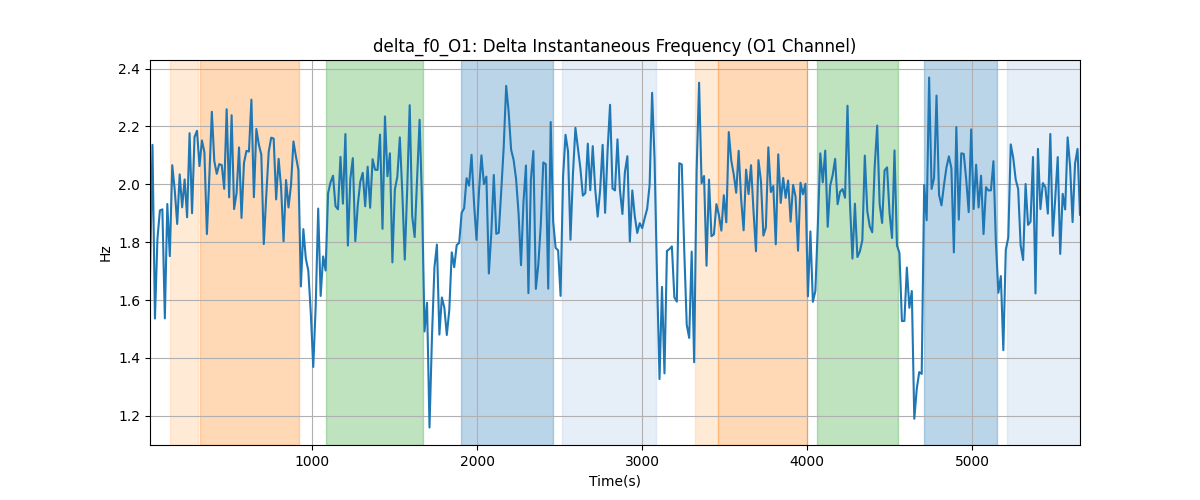 delta_f0_O1: Delta Instantaneous Frequency (O1 Channel)
2.4
2.2
2.0
1.8
1.6
1.4
1.2
Hz
1000 2000 3000 4000 5000
Time(s)